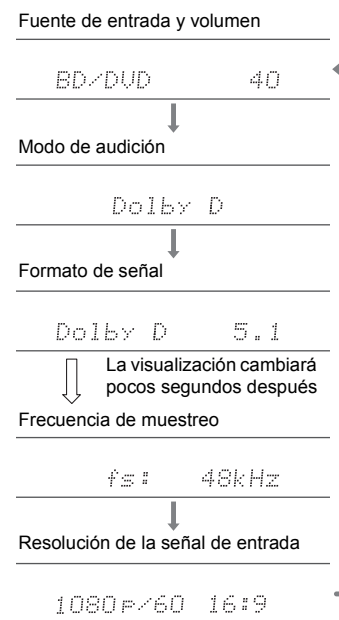 Fuente de entrada y volumen
BD/DVD 40
Modo de audición
Dolby D
Formato de señal
Dolby D 5.1
La visualización cambiará
pocos segundos después
Frecuencia de muestreo
fs: 48kHz
Resolución de la señal de entrada
1080p/60 16:9